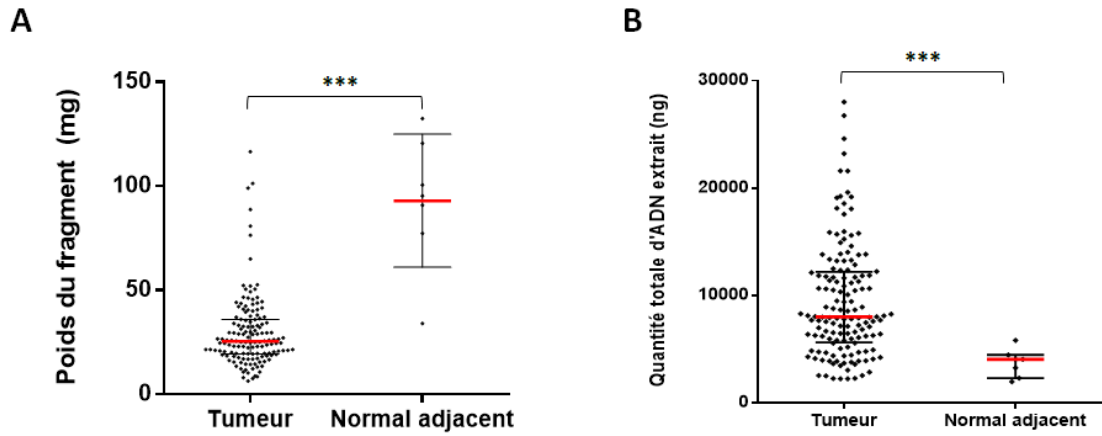 A
Poids du fragment (mg)
150
100
50
0
***
Tumeur
Normal adjacent
B
Quantité totale d'ADN extrait (ng)
30000
20000
10000
0
***
Tumeur
Normal adjacent